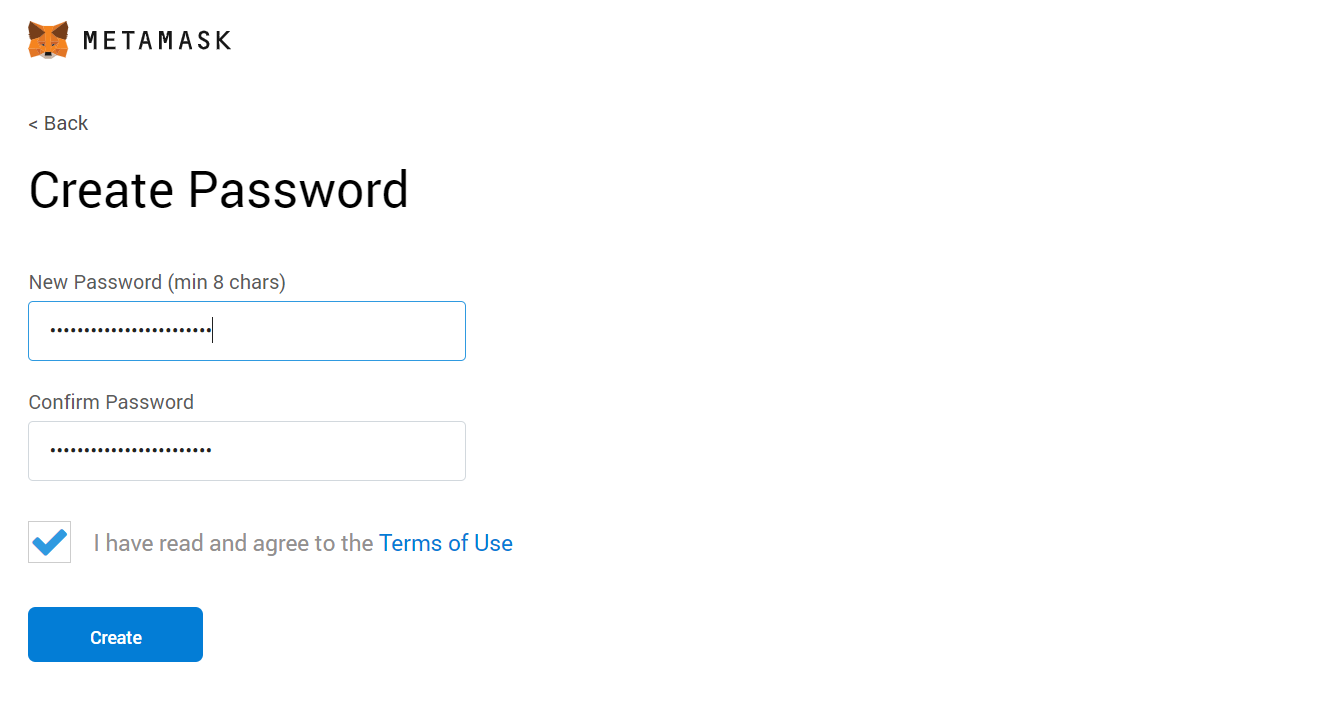 METAMASK
< Back
Create Password
New Password (min 8 chars)
••••••••••••••••••••••••
Confirm Password
••••••••••••••••••••••••
I have read and agree to the Terms of Use
Create